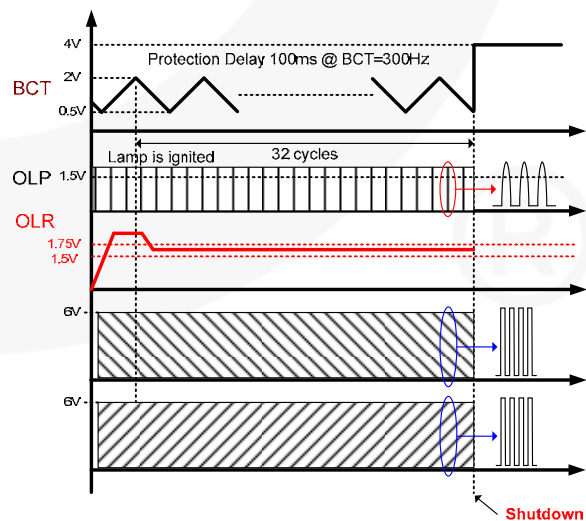 4V
Protection Delay 100ms @ BCT=300Hz
BCT
2V
0.5V
Lamp is ignited
32 cycles
OLP
1.5V
OLR
1.75V
1.5V
6V
6V
Shutdown